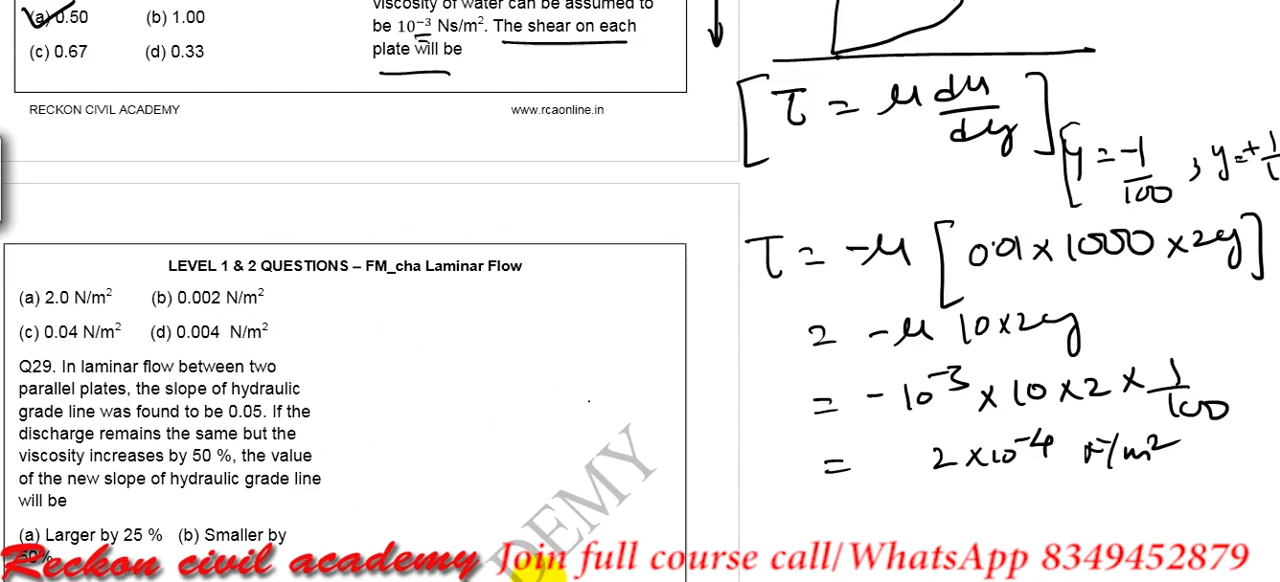 (a) 0.50 (b) 1.00
(c) 0.67 (d) 0.33
viscosity of water can be assumed to
be 10⁻³ Ns/m². The shear on each
plate will be
RECKON CIVIL ACADEMY www.rcaonline.in
LEVEL 1 & 2 QUESTIONS – FM_cha Laminar Flow
(a) 2.0 N/m² (b) 0.002 N/m²
(c) 0.04 N/m² (d) 0.004 N/m²
Q29. In laminar flow between two
parallel plates, the slope of hydraulic
grade line was found to be 0.05. If the
discharge remains the same but the
viscosity increases by 50 %, the value
of the new slope of hydraulic grade line
will be
(a) Larger by 25 % (b) Smaller by
[τ = μ du/dy] [y = -1/100 , y = +1/1
τ = -μ [0.01 × 1000 × 2y]
= -μ 10×2y
= -10⁻³ × 10 × 2 × 1/100
= 2 × 10⁻⁴ N/m²
DEMY
Reckon civil academy Join full course call/WhatsApp 8349452879